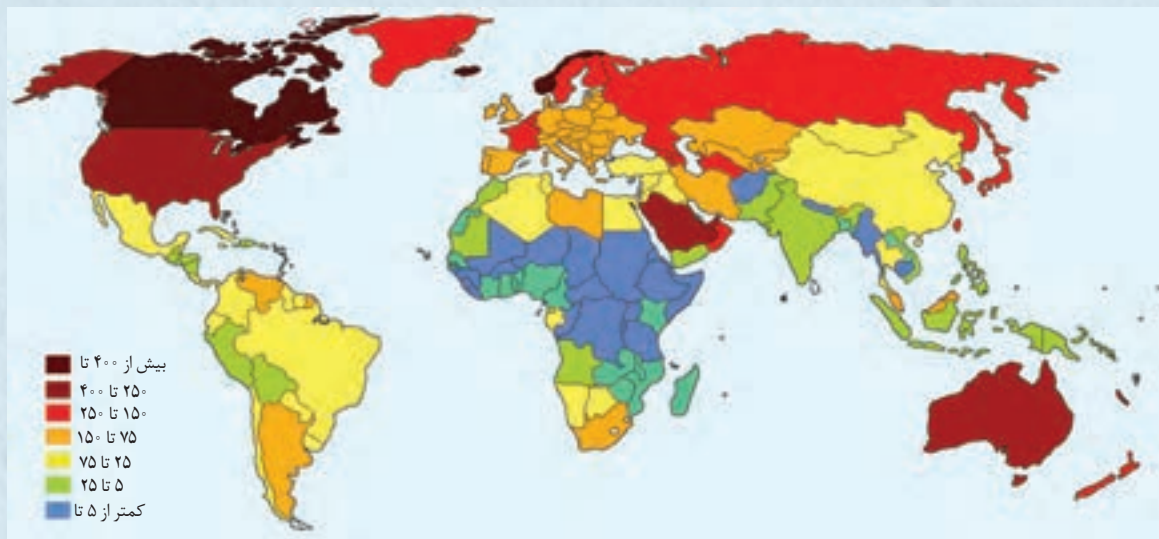 بیش از ۴۰۰ تا
۲۵۰ تا ۴۰۰
۱۵۰ تا ۲۵۰
۷۵ تا ۱۵۰
۲۵ تا ۷۵
۵ تا ۲۵
کمتر از ۵ تا